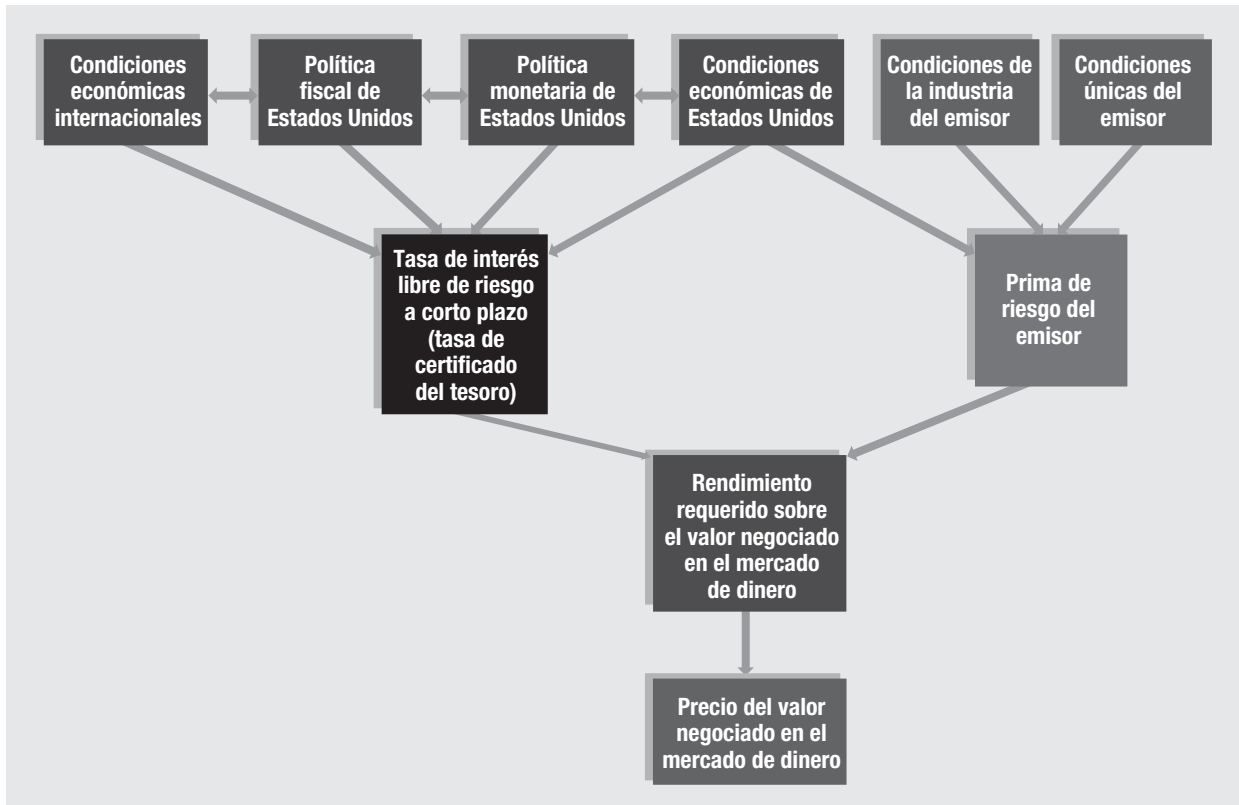 Condiciones
económicas
internacionales
Política
fiscal de
Estados Unidos
Política
monetaria de
Estados Unidos
Condiciones
económicas de
Estados Unidos
Condiciones de
la industria
del emisor
Condiciones
únicas del
emisor
Tasa de interés
libre de riesgo
a corto plazo
(tasa de
certificado
del tesoro)
Prima de
riesgo del
emisor
Rendimiento
requerido sobre
el valor negociado
en el mercado
de dinero
Precio del valor
negociado en el
mercado de dinero